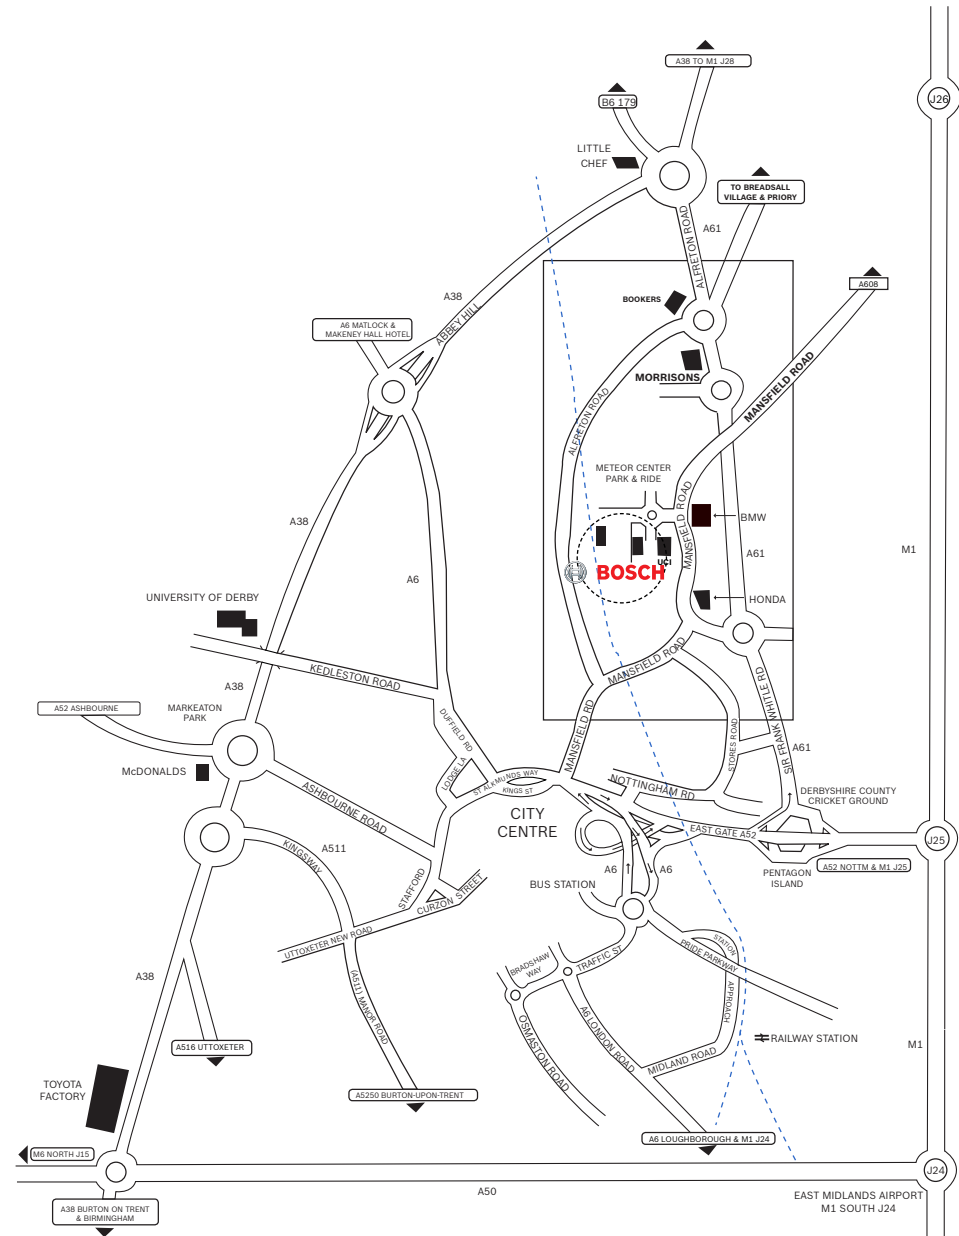 A38 TO M1 J28
J26
B6 179
LITTLE
CHEF
TO BREADSALL
VILLAGE & PRIORY
ALFRETON ROAD
A61
A608
A38
BOOKERS
ABBEY HILL
A6 MATLOCK &
MAKENEY HALL HOTEL
MORRISONS
MANSFIELD ROAD
ALFRETON ROAD
METEOR CENTER
PARK & RIDE
MANSFIELD ROAD
BMW
A38
M1
A61
UCI
BOSCH
MANSFIELD ROAD
A6
UNIVERSITY OF DERBY
HONDA
KEDLESTON ROAD
MANSFIELD ROAD
A38
A52 ASHBOURNE
MARKEATON
PARK
SIR FRANK WHITLE RD
DUFFIELD RD
MANSFIELD RD
STORES ROAD
A61
McDONALDS
LODGE LA
ST ALKMUNDS WAY
KINGS ST
NOTTINGHAM RD
DERBYSHIRE COUNTY
CRICKET GROUND
ASHBOURNE ROAD
CITY
CENTRE
EAST GATE A52
J25
KINGSWAY
A511
A52 NOTTM & M1 J25
PENTAGON
ISLAND
A6
A6
BUS STATION
STAFFORD
CURZON STREET
UTTOXETER NEW ROAD
STATION
PRIDE PARKWAY
TRAFFIC ST
BRADSHAW
WAY
A38
(A511) MANOR ROAD
APPROACH
A6 LONDON ROAD
OSMASTON ROAD
RAILWAY STATION
M1
A516 UTTOXETER
MIDLAND ROAD
TOYOTA
FACTORY
A5250 BURTON-UPON-TRENT
A6 LOUGHBOROUGH & M1 J24
M6 NORTH J15
J24
A50
EAST MIDLANDS AIRPORT
M1 SOUTH J24
A38 BURTON ON TRENT
& BIRMINGHAM